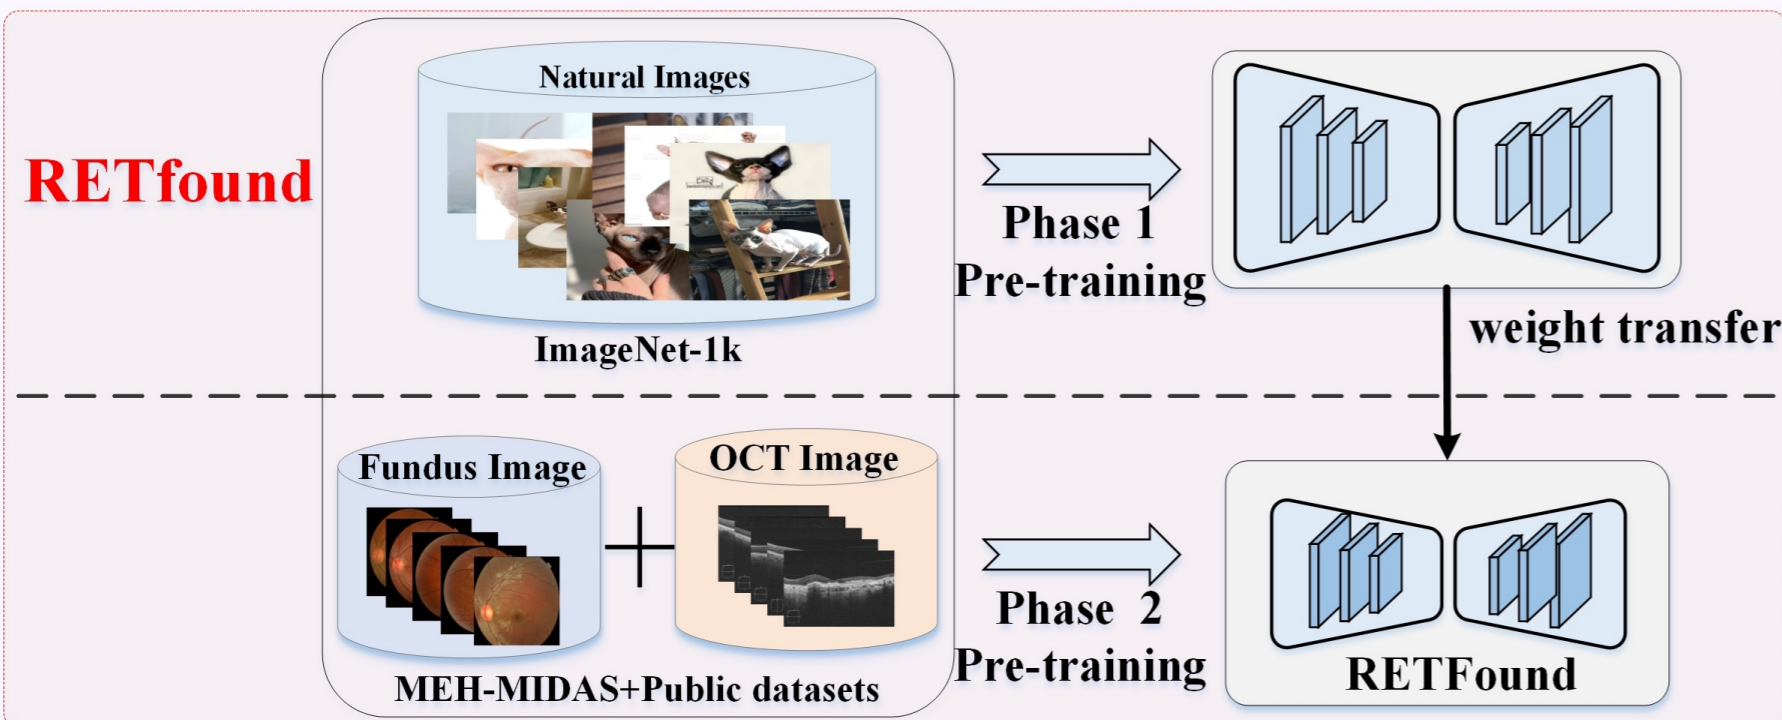 RETfound
Natural Images
ImageNet-1k
Phase 1
Pre-training
weight transfer
Fundus Image
OCT Image
MEH-MIDAS+Public datasets
Phase 2
Pre-training
RETFound